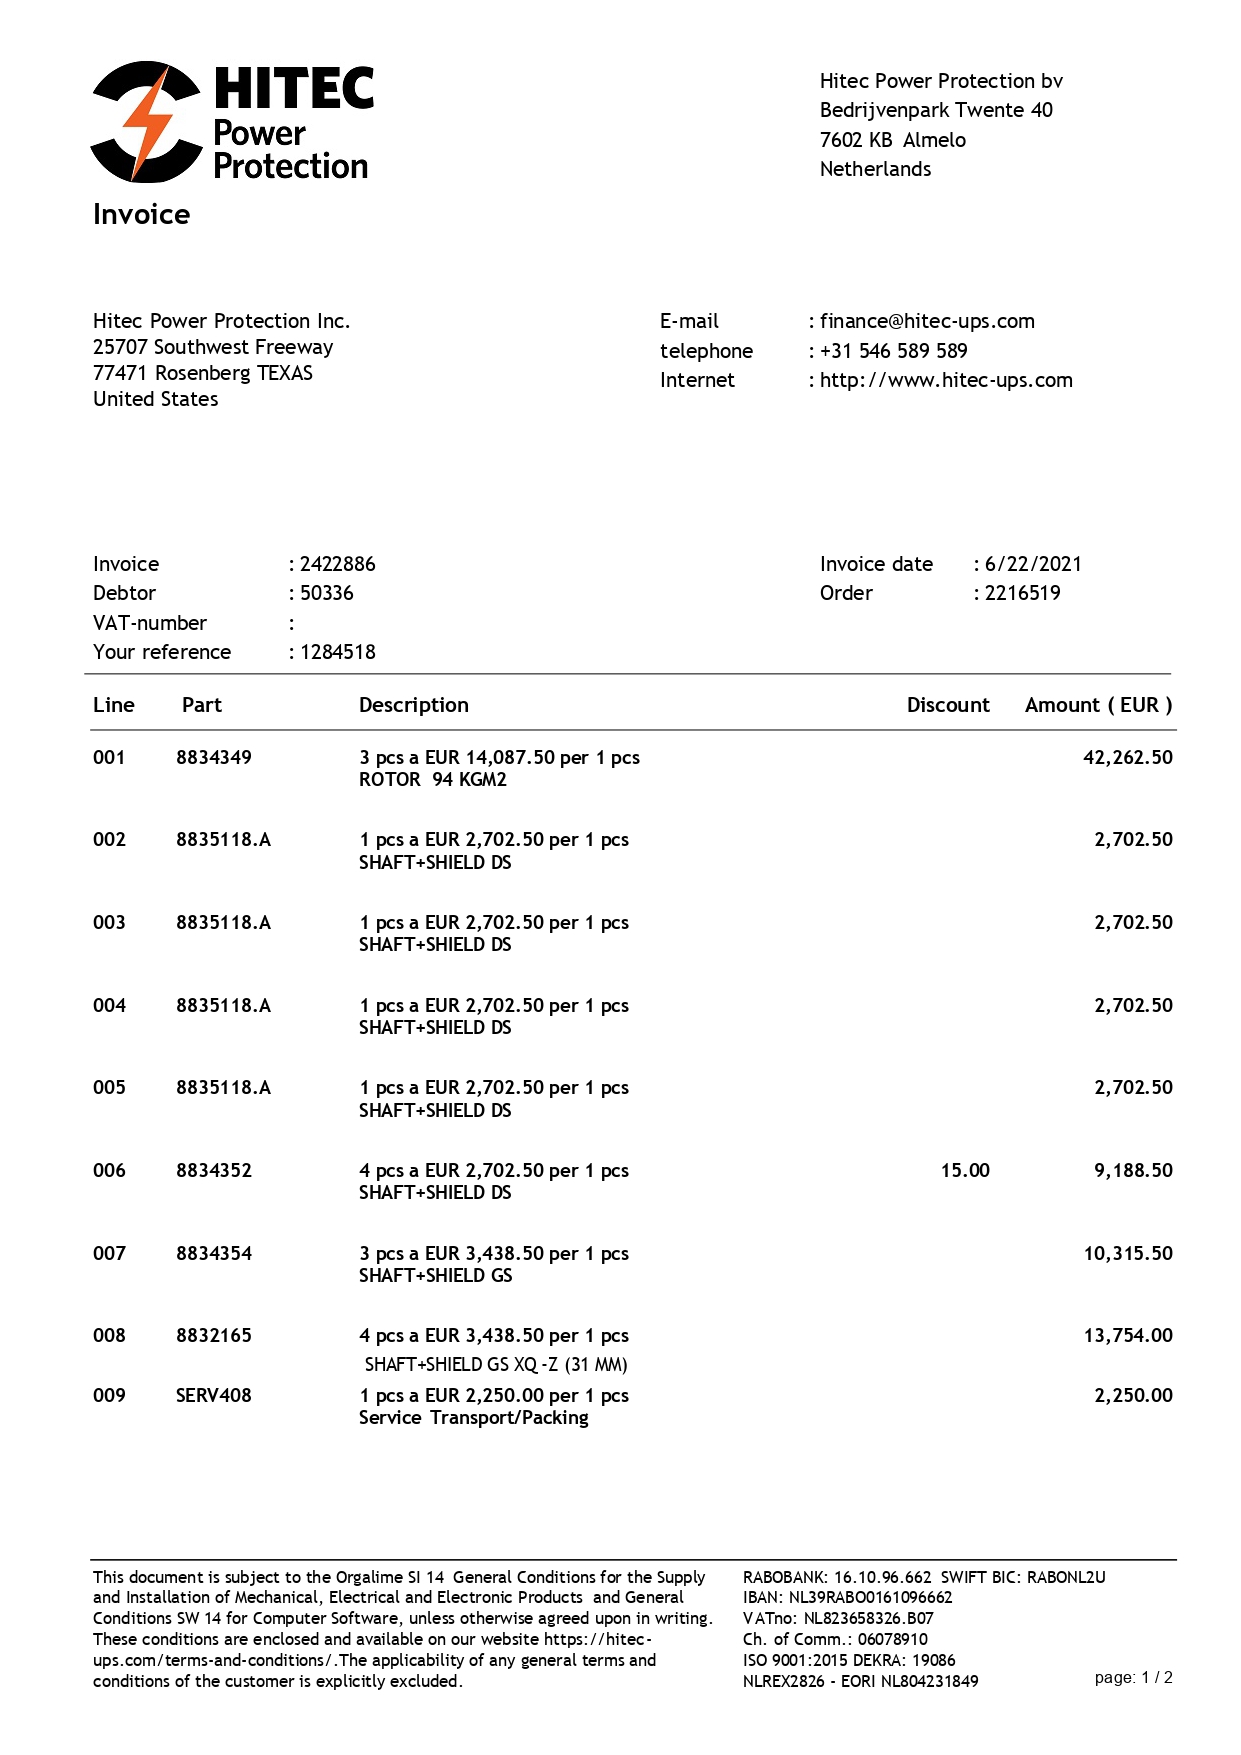 HITEC
Power
Protection
Hitec Power Protection bv
Bedrijvenpark Twente 40
7602 KB Almelo
Netherlands
Invoice
Hitec Power Protection Inc.
25707 Southwest Freeway
77471 Rosenberg TEXAS
United States
E-mail : finance@hitec-ups.com
telephone : +31 546 589 589
Internet : http://www.hitec-ups.com
Invoice : 2422886
Debtor : 50336
VAT-number :
Your reference : 1284518
Invoice date : 6/22/2021
Order : 2216519
Line Part Description Discount Amount ( EUR )
001 8834349 3 pcs a EUR 14,087.50 per 1 pcs 42,262.50
ROTOR 94 KGM2
002 8835118.A 1 pcs a EUR 2,702.50 per 1 pcs 2,702.50
SHAFT+SHIELD DS
003 8835118.A 1 pcs a EUR 2,702.50 per 1 pcs 2,702.50
SHAFT+SHIELD DS
004 8835118.A 1 pcs a EUR 2,702.50 per 1 pcs 2,702.50
SHAFT+SHIELD DS
005 8835118.A 1 pcs a EUR 2,702.50 per 1 pcs 2,702.50
SHAFT+SHIELD DS
006 8834352 4 pcs a EUR 2,702.50 per 1 pcs 15.00 9,188.50
SHAFT+SHIELD DS
007 8834354 3 pcs a EUR 3,438.50 per 1 pcs 10,315.50
SHAFT+SHIELD GS
008 8832165 4 pcs a EUR 3,438.50 per 1 pcs 13,754.00
SHAFT+SHIELD GS XQ -Z (31 MM)
009 SERV408 1 pcs a EUR 2,250.00 per 1 pcs 2,250.00
Service Transport/Packing
This document is subject to the Orgalime SI 14 General Conditions for the Supply
and Installation of Mechanical, Electrical and Electronic Products and General
Conditions SW 14 for Computer Software, unless otherwise agreed upon in writing.
These conditions are enclosed and available on our website https://hitec-
ups.com/terms-and-conditions/.The applicability of any general terms and
conditions of the customer is explicitly excluded.
RABOBANK: 16.10.96.662 SWIFT BIC: RABONL2U
IBAN: NL39RABO0161096662
VATno: NL823658326.B07
Ch. of Comm.: 06078910
ISO 9001:2015 DEKRA: 19086
NLREX2826 - EORI NL804231849
page: 1 / 2